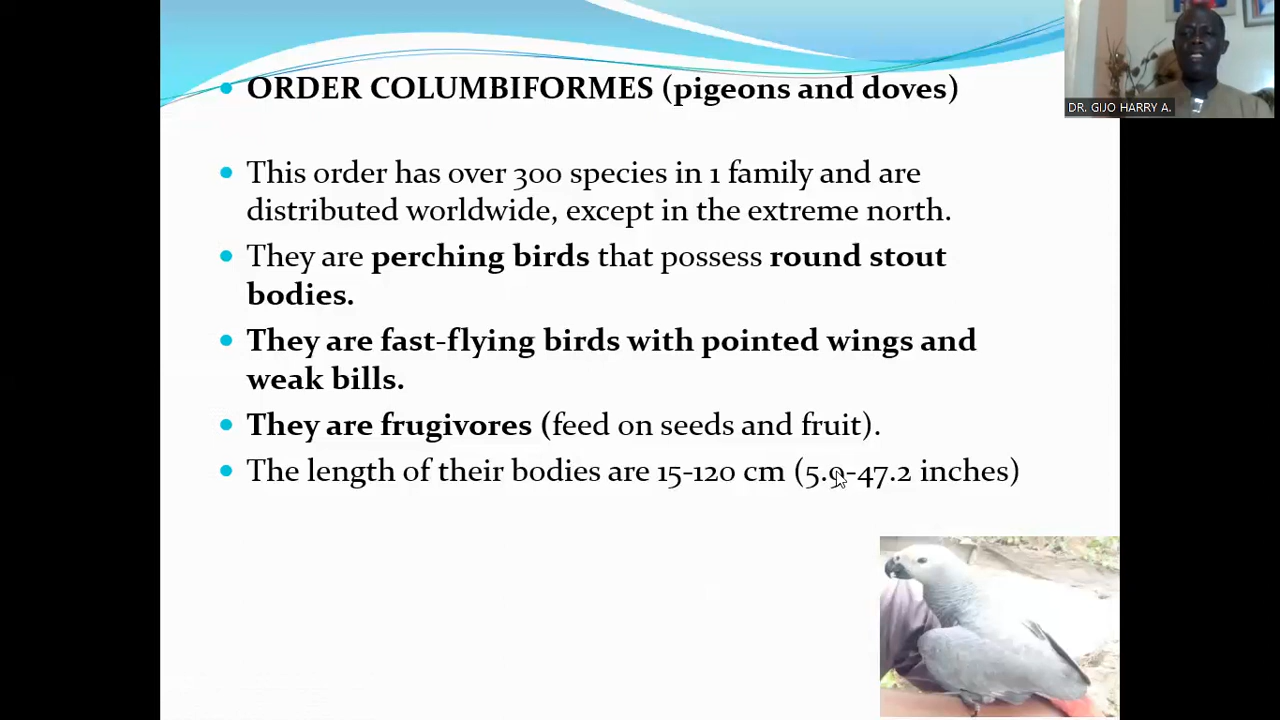 ORDER COLUMBIFORMES (pigeons and doves)
DR. GIJO HARRY A.
This order has over 300 species in 1 family and are
distributed worldwide, except in the extreme north.
They are perching birds that possess round stout
bodies.
They are fast-flying birds with pointed wings and
weak bills.
They are frugivores (feed on seeds and fruit).
The length of their bodies are 15-120 cm (5.9-47.2 inches)